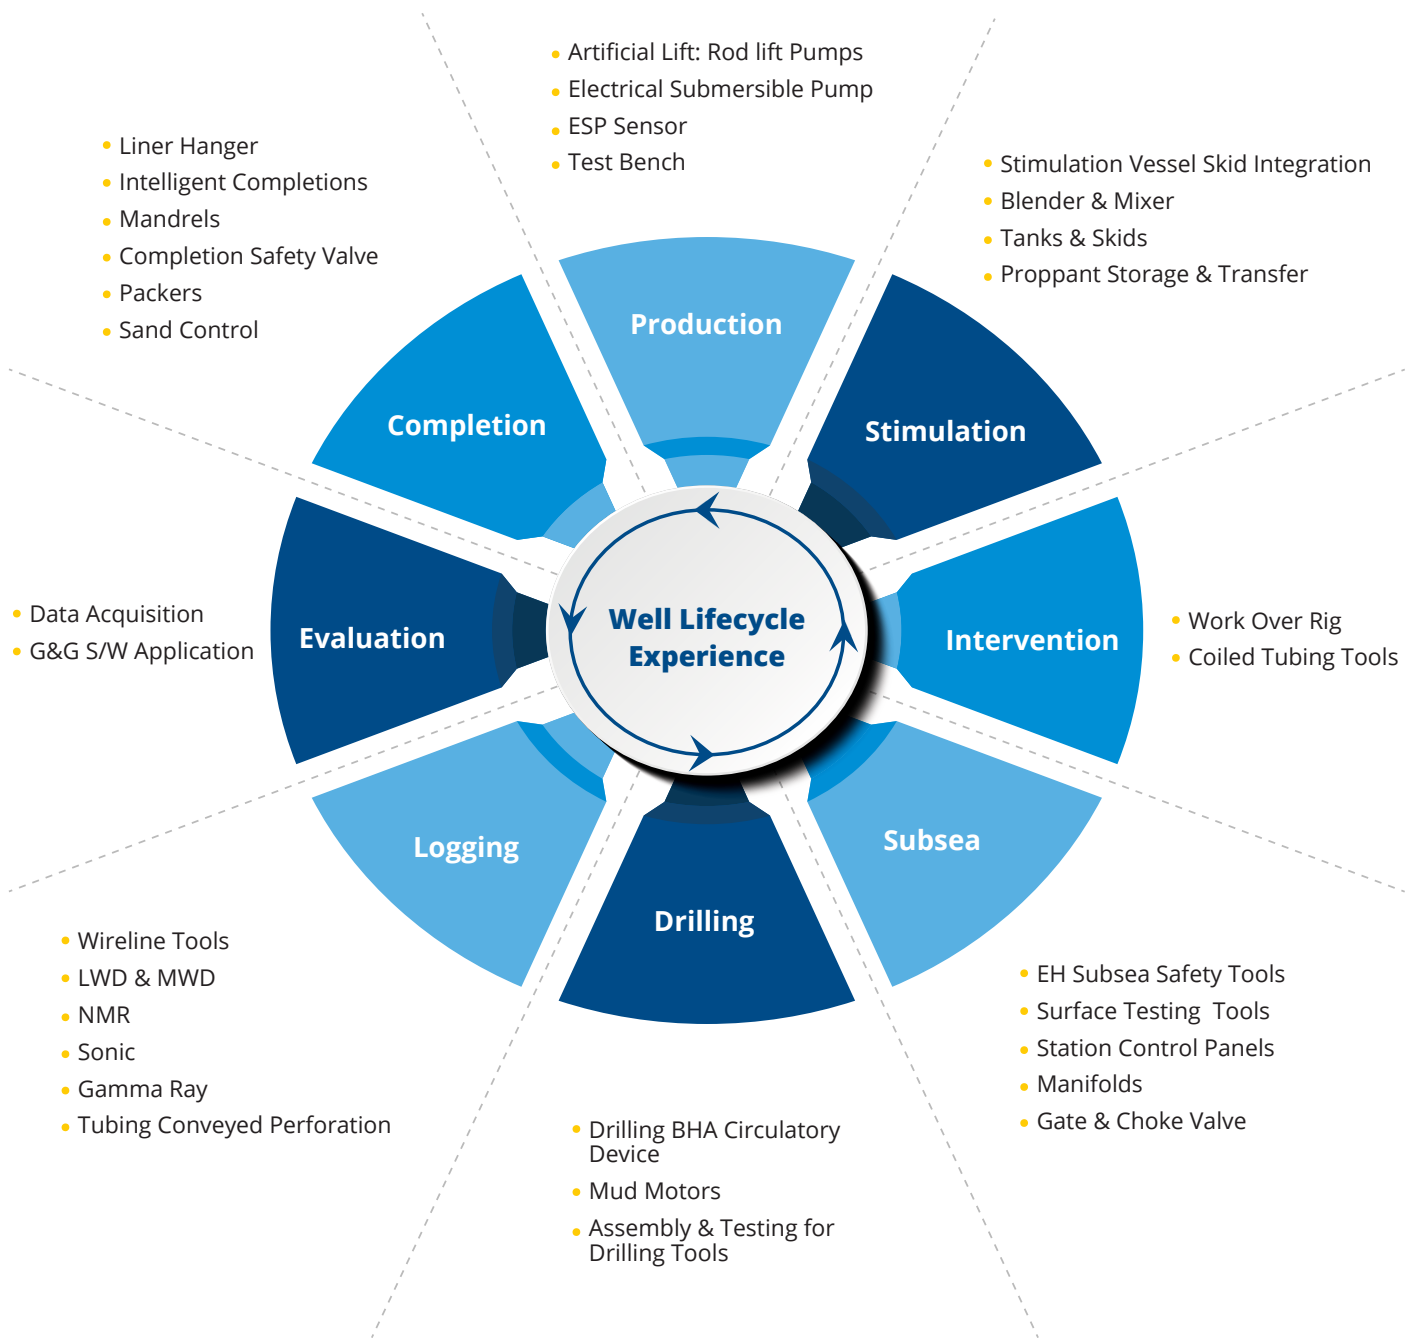 Artificial Lift: Rod lift Pumps
Electrical Submersible Pump
ESP Sensor
Test Bench
Liner Hanger
Intelligent Completions
Mandrels
Completion Safety Valve
Packers
Sand Control
Stimulation Vessel Skid Integration
Blender & Mixer
Tanks & Skids
Proppant Storage & Transfer
Production
Completion
Stimulation
Data Acquisition
G&G S/W Application
Evaluation
Well Lifecycle
Experience
Intervention
Work Over Rig
Coiled Tubing Tools
Logging
Subsea
Drilling
Wireline Tools
LWD & MWD
NMR
Sonic
Gamma Ray
Tubing Conveyed Perforation
EH Subsea Safety Tools
Surface Testing  Tools
Station Control Panels
Manifolds
Gate & Choke Valve
Drilling BHA Circulatory
Device
Mud Motors
Assembly & Testing for
Drilling Tools